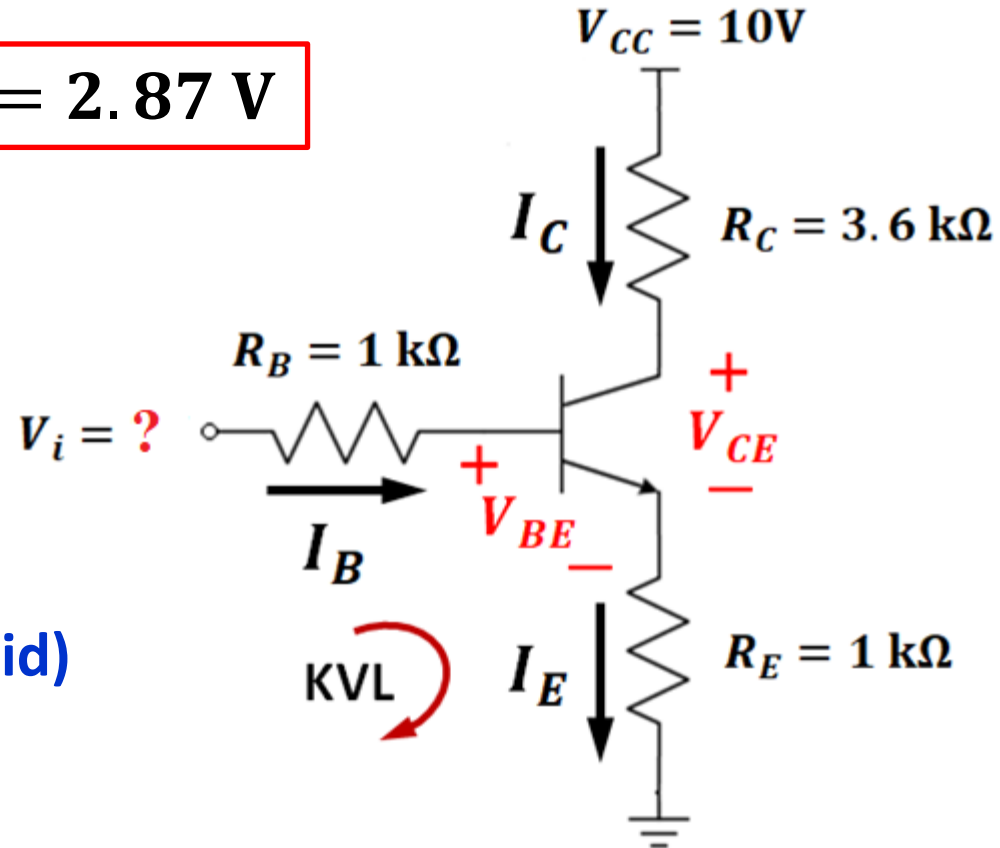 V_CC = 10V
= 2.87 V
I_C
R_C = 3.6 kΩ
R_B = 1 kΩ
V_i = ?
+
V_CE
−
+
V_BE
−
I_B
id)
KVL
I_E
R_E = 1 kΩ